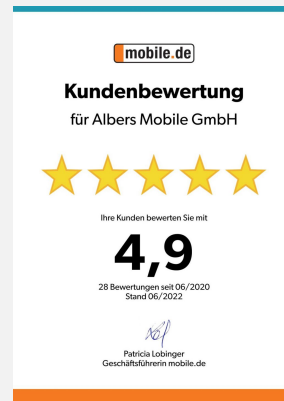 mobile.de
Kundenbewertung
für Albers Mobile GmbH
Ihre Kunden bewerten Sie mit
4,9
28 Bewertungen seit 06/2020
Stand 06/2022
Patricia Lobinger
Geschäftsführerin mobile.de